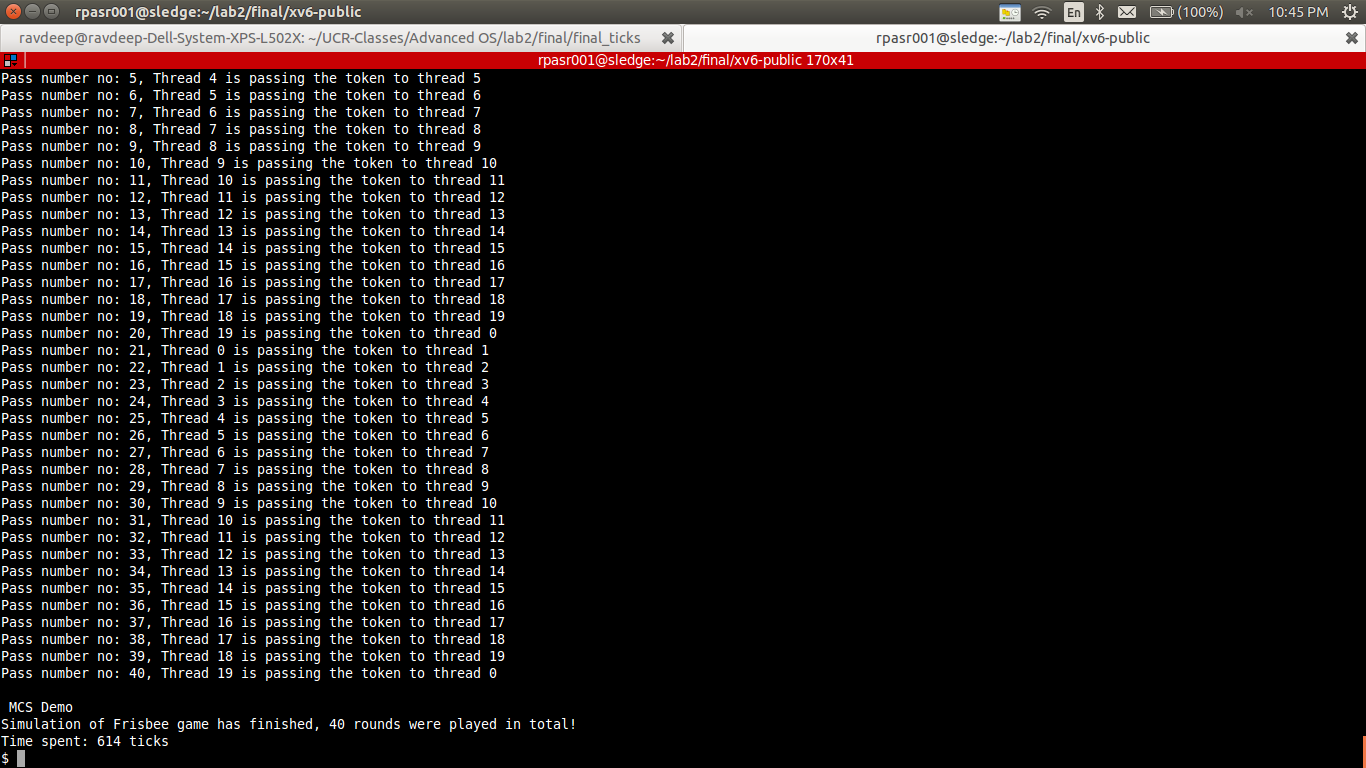 rpasr001@sledge:~/lab2/final/xv6-public
En
(100%)
10:45 PM
ravdeep@ravdeep-Dell-System-XPS-L502X: ~/UCR-Classes/Advanced OS/lab2/final/final_ticks
rpasr001@sledge:~/lab2/final/xv6-public
rpasr001@sledge:~/lab2/final/xv6-public 170x41
Pass number no: 5, Thread 4 is passing the token to thread 5
Pass number no: 6, Thread 5 is passing the token to thread 6
Pass number no: 7, Thread 6 is passing the token to thread 7
Pass number no: 8, Thread 7 is passing the token to thread 8
Pass number no: 9, Thread 8 is passing the token to thread 9
Pass number no: 10, Thread 9 is passing the token to thread 10
Pass number no: 11, Thread 10 is passing the token to thread 11
Pass number no: 12, Thread 11 is passing the token to thread 12
Pass number no: 13, Thread 12 is passing the token to thread 13
Pass number no: 14, Thread 13 is passing the token to thread 14
Pass number no: 15, Thread 14 is passing the token to thread 15
Pass number no: 16, Thread 15 is passing the token to thread 16
Pass number no: 17, Thread 16 is passing the token to thread 17
Pass number no: 18, Thread 17 is passing the token to thread 18
Pass number no: 19, Thread 18 is passing the token to thread 19
Pass number no: 20, Thread 19 is passing the token to thread 0
Pass number no: 21, Thread 0 is passing the token to thread 1
Pass number no: 22, Thread 1 is passing the token to thread 2
Pass number no: 23, Thread 2 is passing the token to thread 3
Pass number no: 24, Thread 3 is passing the token to thread 4
Pass number no: 25, Thread 4 is passing the token to thread 5
Pass number no: 26, Thread 5 is passing the token to thread 6
Pass number no: 27, Thread 6 is passing the token to thread 7
Pass number no: 28, Thread 7 is passing the token to thread 8
Pass number no: 29, Thread 8 is passing the token to thread 9
Pass number no: 30, Thread 9 is passing the token to thread 10
Pass number no: 31, Thread 10 is passing the token to thread 11
Pass number no: 32, Thread 11 is passing the token to thread 12
Pass number no: 33, Thread 12 is passing the token to thread 13
Pass number no: 34, Thread 13 is passing the token to thread 14
Pass number no: 35, Thread 14 is passing the token to thread 15
Pass number no: 36, Thread 15 is passing the token to thread 16
Pass number no: 37, Thread 16 is passing the token to thread 17
Pass number no: 38, Thread 17 is passing the token to thread 18
Pass number no: 39, Thread 18 is passing the token to thread 19
Pass number no: 40, Thread 19 is passing the token to thread 0
MCS Demo
Simulation of Frisbee game has finished, 40 rounds were played in total!
Time spent: 614 ticks
$